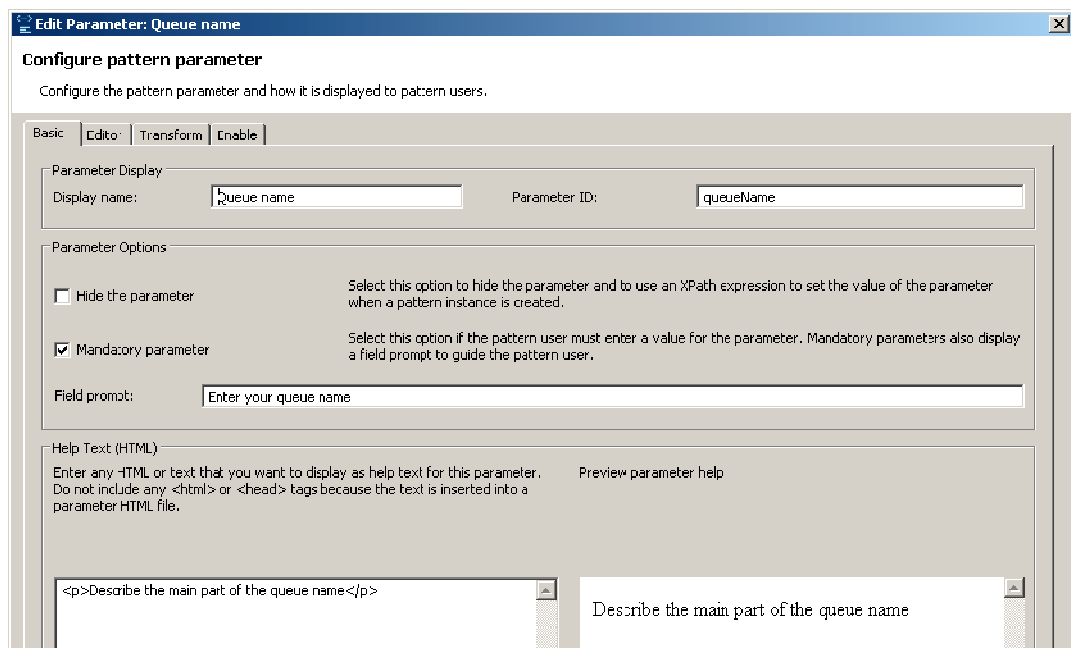 Edit Parameter: Queue name
Configure pattern parameter
Configure the pattern parameter and how it is displayed to pattern users.
Basic Editor Transform Enable
Parameter Display
Display name: Queue name Parameter ID: queueName
Parameter Options
Hide the parameter
Select this option to hide the parameter and to use an XPath expression to set the value of the parameter
when a pattern instance is created.
Mandatory parameter
Select this option if the pattern user must enter a value for the parameter. Mandatory parameters also display
a field prompt to guide the pattern user.
Field prompt: Enter your queue name
Help Text (HTML)
Enter any HTML or text that you want to display as help text for this parameter.
Do not include any <html> or <head> tags because the text is inserted into a
parameter HTML file.
Preview parameter help
<p>Describe the main part of the queue name</p>
Describe the main part of the queue name